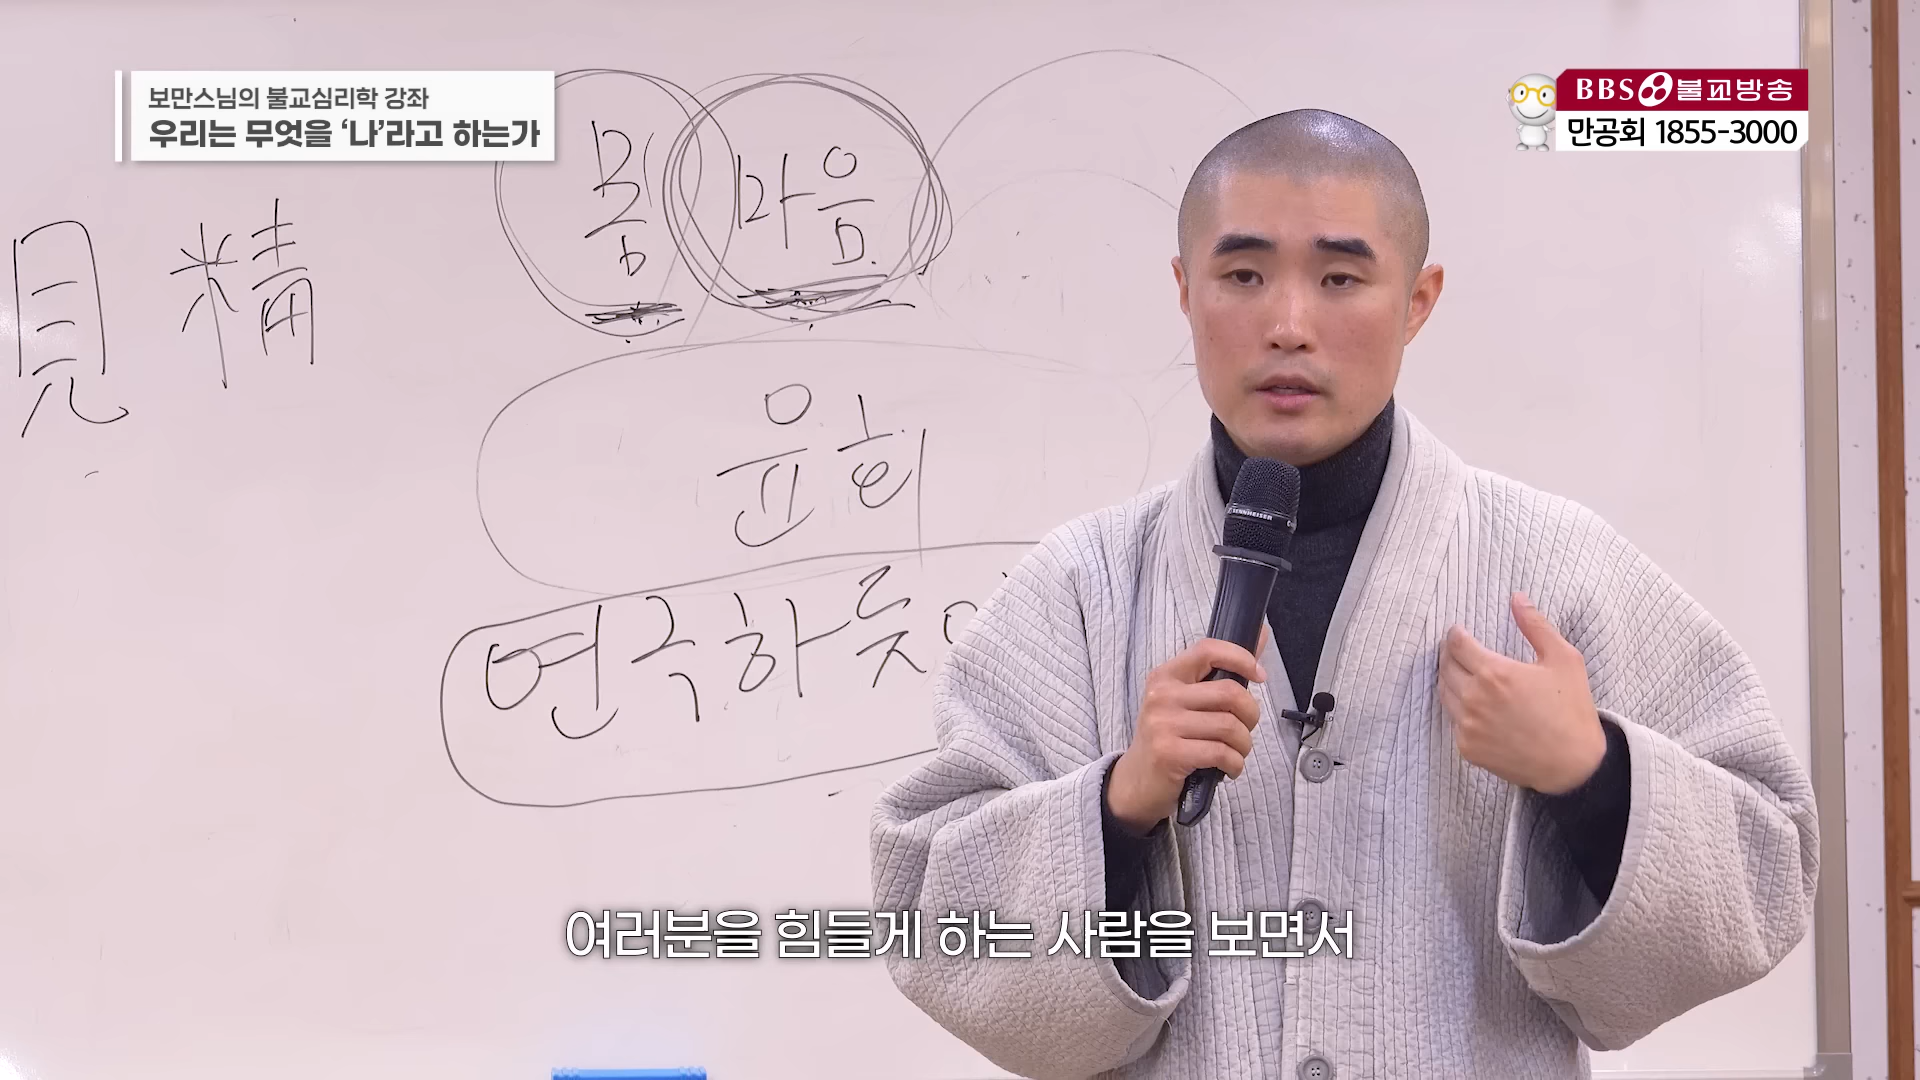 보만스님의 불교심리학 강좌
우리는 무엇을 ‘나’라고 하는가
BBS 불교방송
만공회 1855-3000
見 精
몸 마음
윤회
연극하듯
SENNHEISER
여러분을 힘들게 하는 사람을 보면서